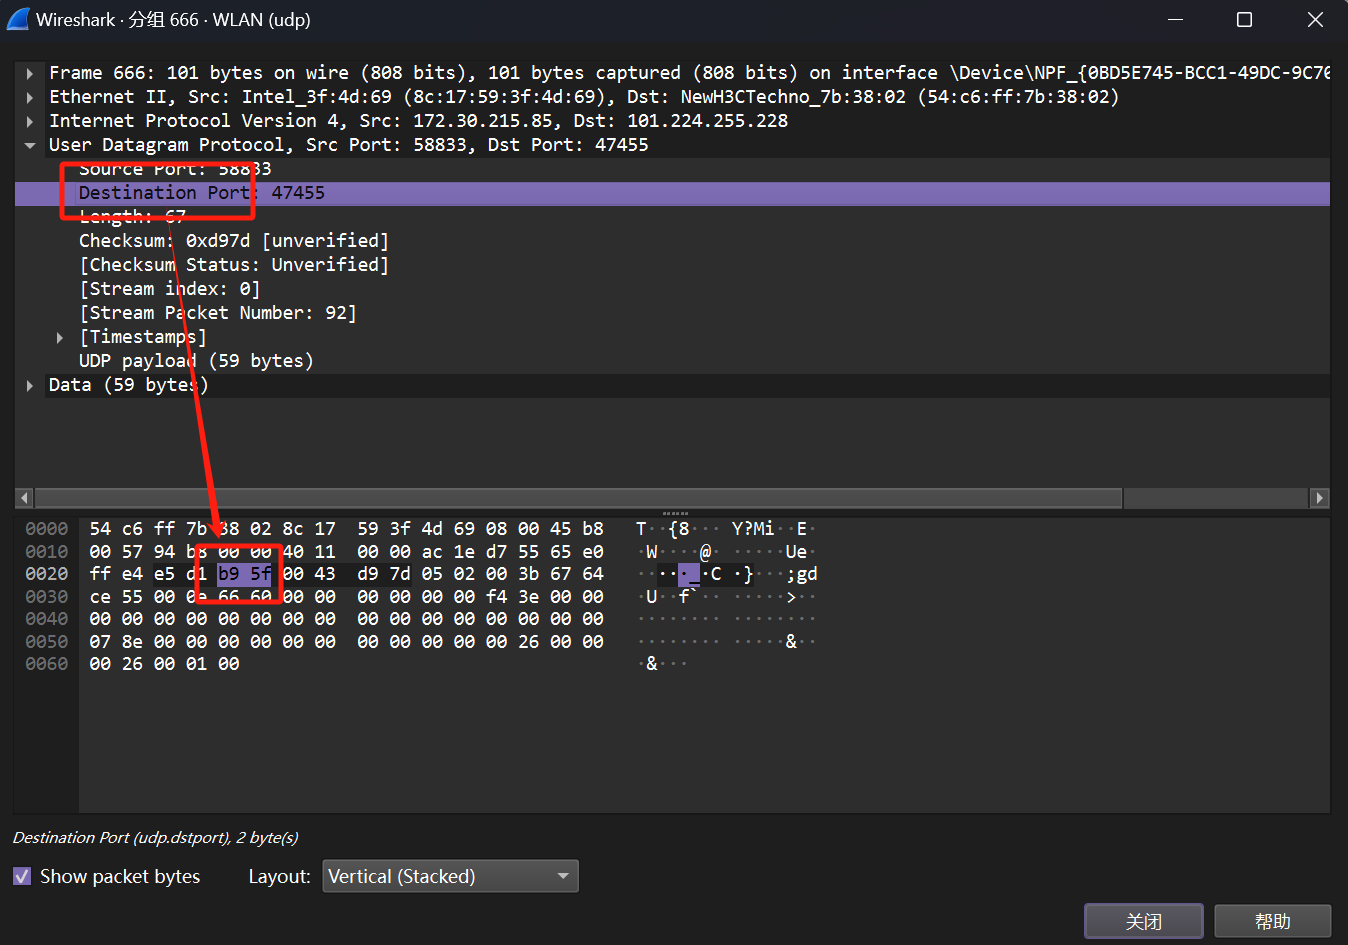 Wireshark · 分组 666 · WLAN (udp)
Frame 666: 101 bytes on wire (808 bits), 101 bytes captured (808 bits) on interface \Device\NPF_{0BD5E745-BCC1-49DC-9C70
Ethernet II, Src: Intel_3f:4d:69 (8c:17:59:3f:4d:69), Dst: NewH3CTechno_7b:38:02 (54:c6:ff:7b:38:02)
Internet Protocol Version 4, Src: 172.30.215.85, Dst: 101.224.255.228
User Datagram Protocol, Src Port: 58833, Dst Port: 47455
Source Port: 58833
Destination Port: 47455
Length: 67
Checksum: 0xd97d [unverified]
[Checksum Status: Unverified]
[Stream index: 0]
[Stream Packet Number: 92]
[Timestamps]
UDP payload (59 bytes)
Data (59 bytes)
0000 54 c6 ff 7b 38 02 8c 17 59 3f 4d 69 08 00 45 b8 T··{8··· Y?Mi··E·
0010 00 57 94 b8 00 00 40 11 00 00 ac 1e d7 55 65 e0 ·W····@· ·····Ue·
0020 ff e4 e5 d1 b9 5f 00 43 d9 7d 05 02 00 3b 67 64 ·····_·C ·}···;gd
0030 ce 55 00 0e 66 60 00 00 00 00 00 00 f4 3e 00 00 ·U··f`·· ·····>··
0040 00 00 00 00 00 00 00 00 00 00 00 00 00 00 00 00 ········ ········
0050 07 8e 00 00 00 00 00 00 00 00 00 00 00 26 00 00 ········ ·····&··
0060 00 26 00 01 00 ·&···
Destination Port (udp.dstport), 2 byte(s)
Show packet bytes Layout: Vertical (Stacked)
关闭 帮助